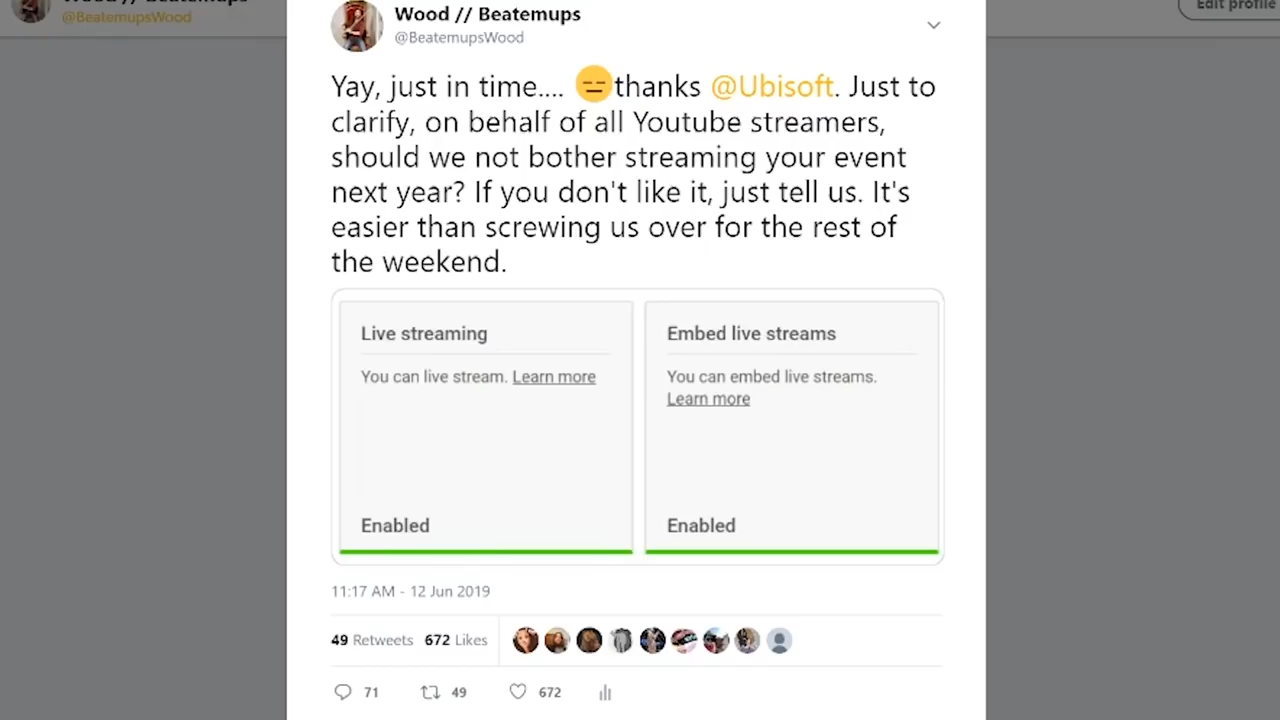 Wood // Beatemups
@BeatemupsWood
Edit profile
Wood // Beatemups
@BeatemupsWood
Yay, just in time.... 😑thanks @Ubisoft. Just to
clarify, on behalf of all Youtube streamers,
should we not bother streaming your event
next year? If you don't like it, just tell us. It's
easier than screwing us over for the rest of
the weekend.
Live streaming
You can live stream. Learn more
Enabled
Embed live streams
You can embed live streams.
Learn more
Enabled
11:17 AM - 12 Jun 2019
49 Retweets 672 Likes
71 49 672